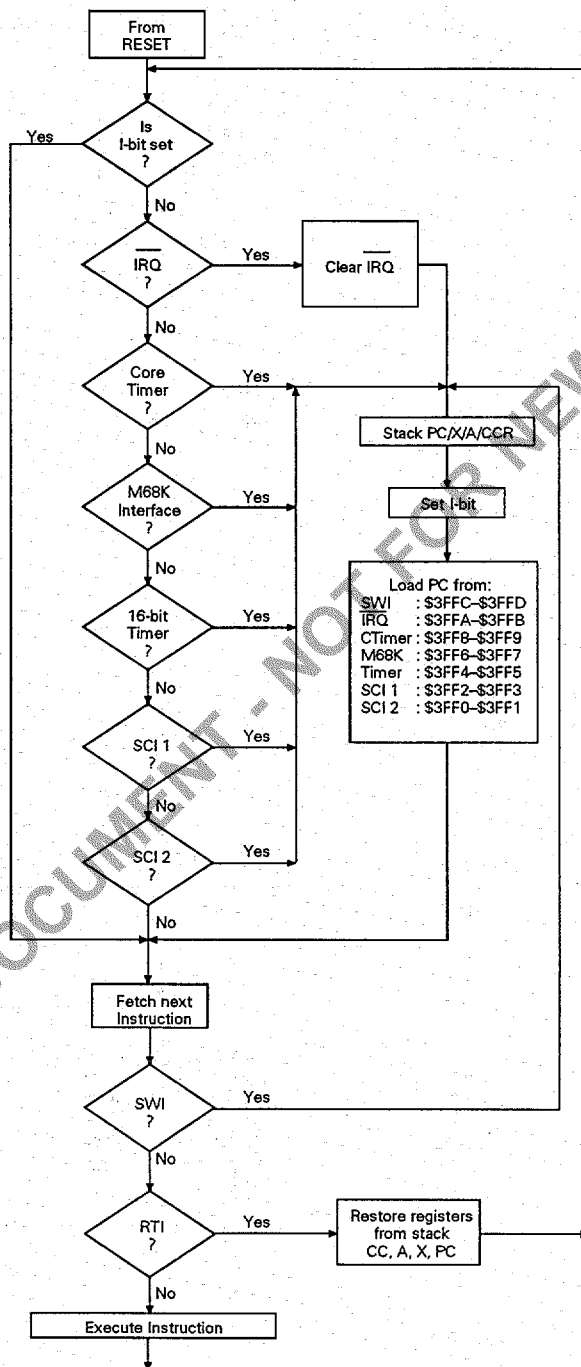 From
RESET
Is
I-bit set
?
Yes
No
IRQ
?
Yes
Clear IRQ
No
Core
Timer
?
Yes
Stack PC/X/A/CCR
No
Set I-bit
M68K
Interface
?
Yes
No
Load PC from:
SWI : $3FFC–$3FFD
IRQ : $3FFA–$3FFB
CTimer : $3FF8–$3FF9
M68K : $3FF6–$3FF7
Timer : $3FF4–$3FF5
SCI 1 : $3FF2–$3FF3
SCI 2 : $3FF0–$3FF1
16-bit
Timer
?
Yes
No
SCI 1
?
Yes
No
SCI 2
?
Yes
No
Fetch next
Instruction
SWI
?
Yes
No
RTI
?
Yes
Restore registers
from stack
CC, A, X, PC
No
Execute Instruction
OCUMENT - NOT FOR NEW